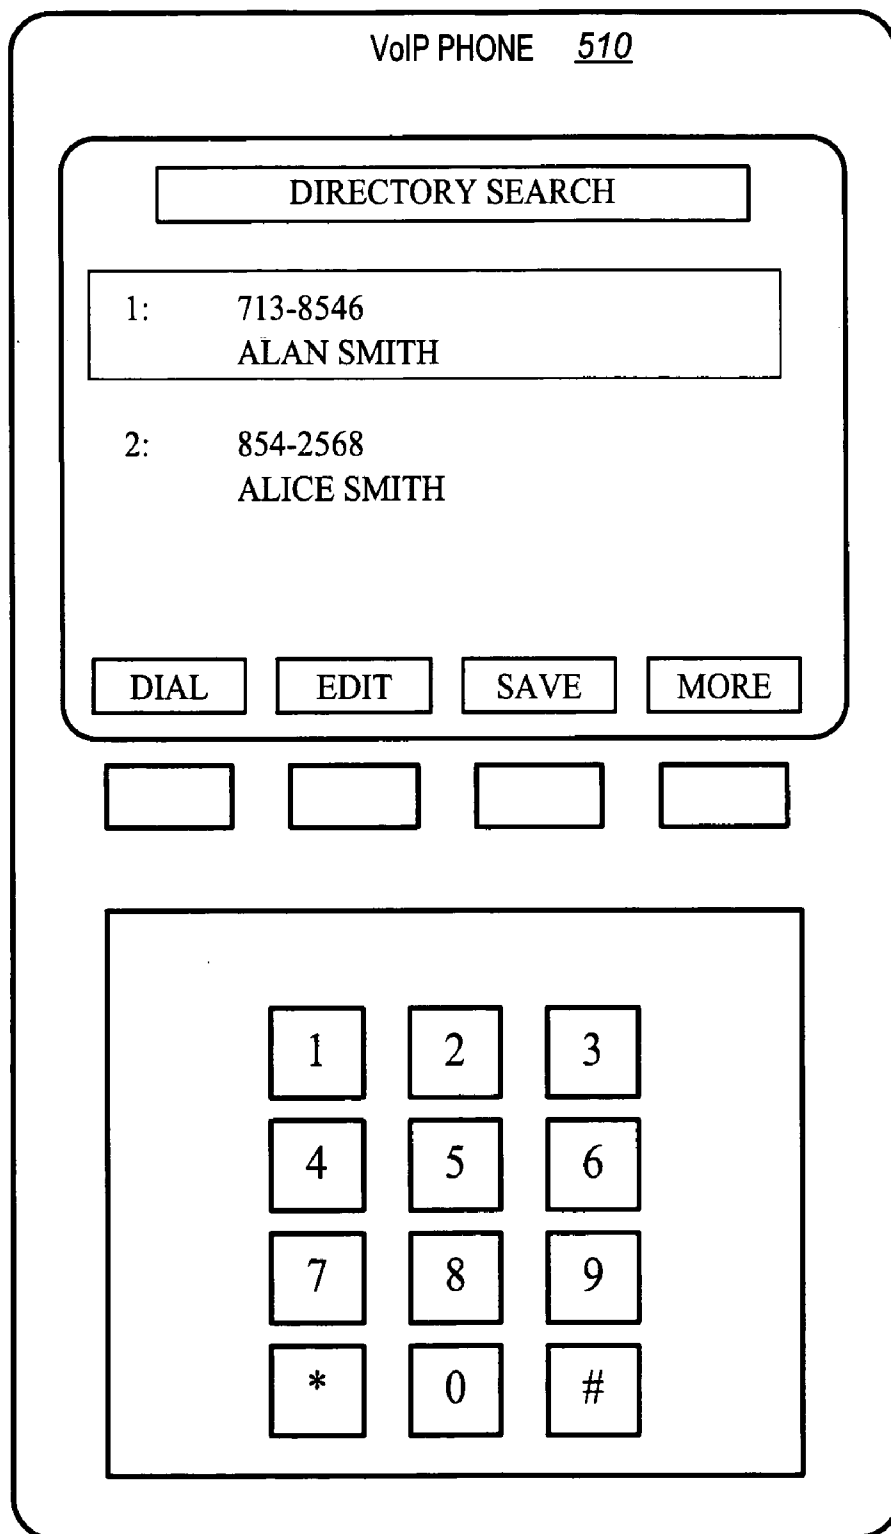 VoIP PHONE 510
DIRECTORY SEARCH
1: 713-8546
ALAN SMITH
2: 854-2568
ALICE SMITH
DIAL EDIT SAVE MORE
1 2 3
4 5 6
7 8 9
* 0 #